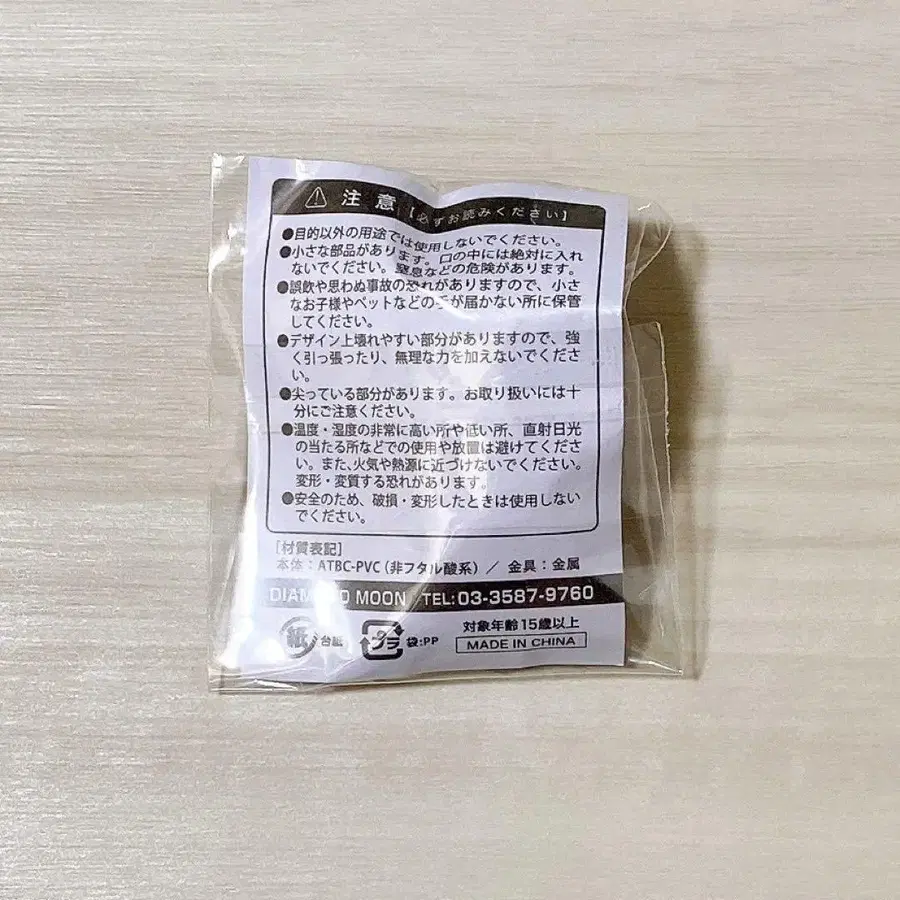 注意【必ずお読みください】
●目的以外の用途では使用しないでください。
●小さな部品があります。口の中には絶対に入れ
ないでください。窒息などの危険があります。
●誤飲や思わぬ事故の恐れがありますので、小さ
なお子様やペットなどの手が届かない所に保管
してください。
●デザイン上壊れやすい部分がありますので、強
く引っ張ったり、無理な力を加えないでくださ
い。
●尖っている部分があります。お取り扱いには十
分にご注意ください。
●温度・湿度の非常に高い所や低い所、直射日光
の当たる所などでの使用や放置は避けてくださ
い。また、火気や熱源に近づけないでください。
変形・変質する恐れがあります。
●安全のため、破損・変形したときは使用しない
でください。
[材質表記]
本体：ATBC-PVC（非フタル酸系）／ 金具：金属
DIAMOND MOON TEL:03-3587-9760
紙 台紙 プラ 袋:PP 対象年齢15歳以上
MADE IN CHINA